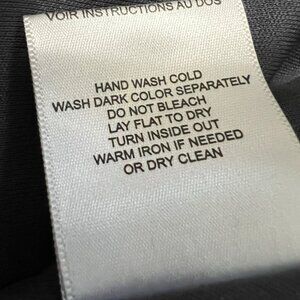 VOIR INSTRUCTIONS AU DOS
HAND WASH COLD
WASH DARK COLOR SEPARATELY
DO NOT BLEACH
LAY FLAT TO DRY
TURN INSIDE OUT
WARM IRON IF NEEDED
OR DRY CLEAN